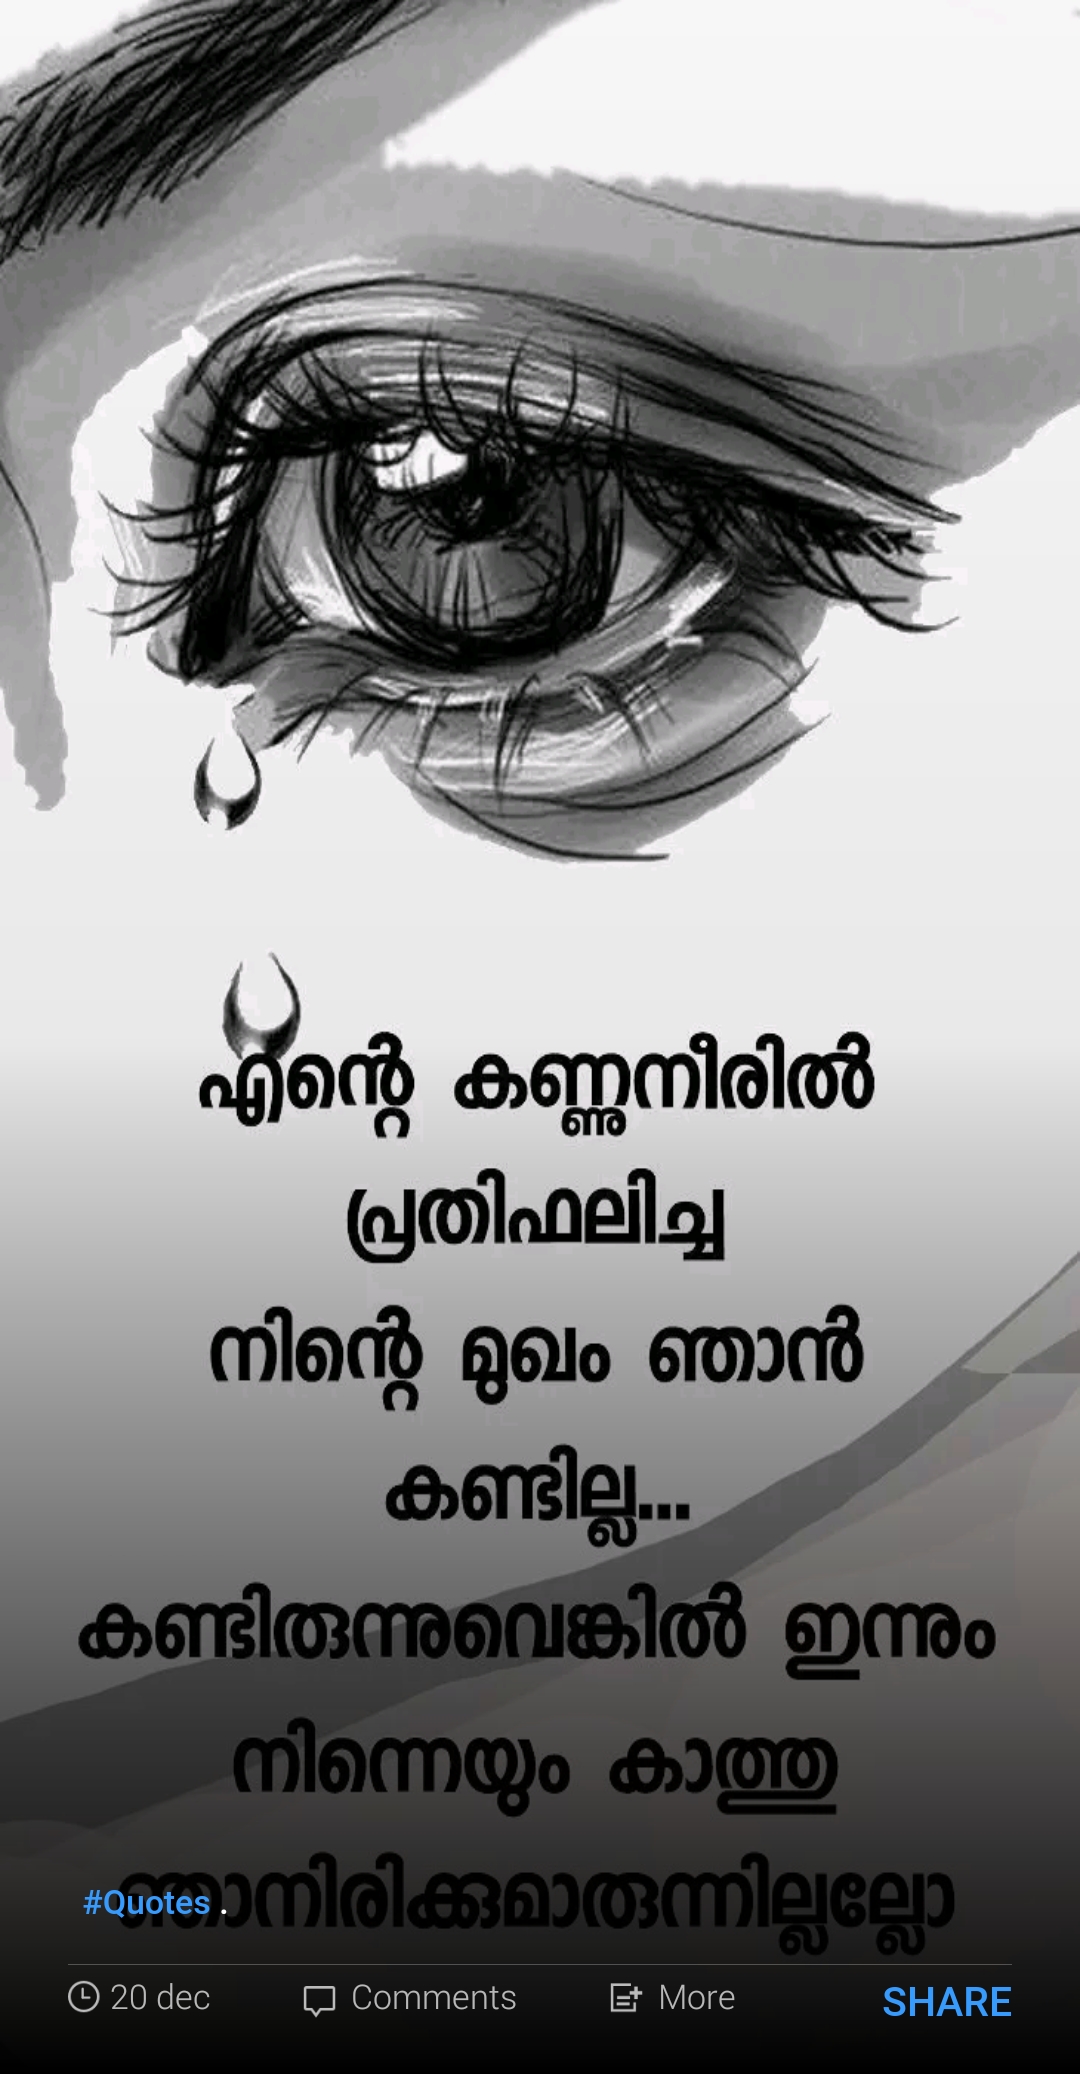 എന്റെ കണ്ണുനീരിൽ
പ്രതിഫലിച്ച
നിന്റെ മുഖം ഞാൻ
കണ്ടില്ല...
കണ്ടിരുന്നുവെങ്കിൽ ഇന്നും
നിന്നെയും കാത്തു
ഞാനിരിക്കുമാരുന്നില്ലല്ലോ
#Quotes .
20 dec Comments More SHARE